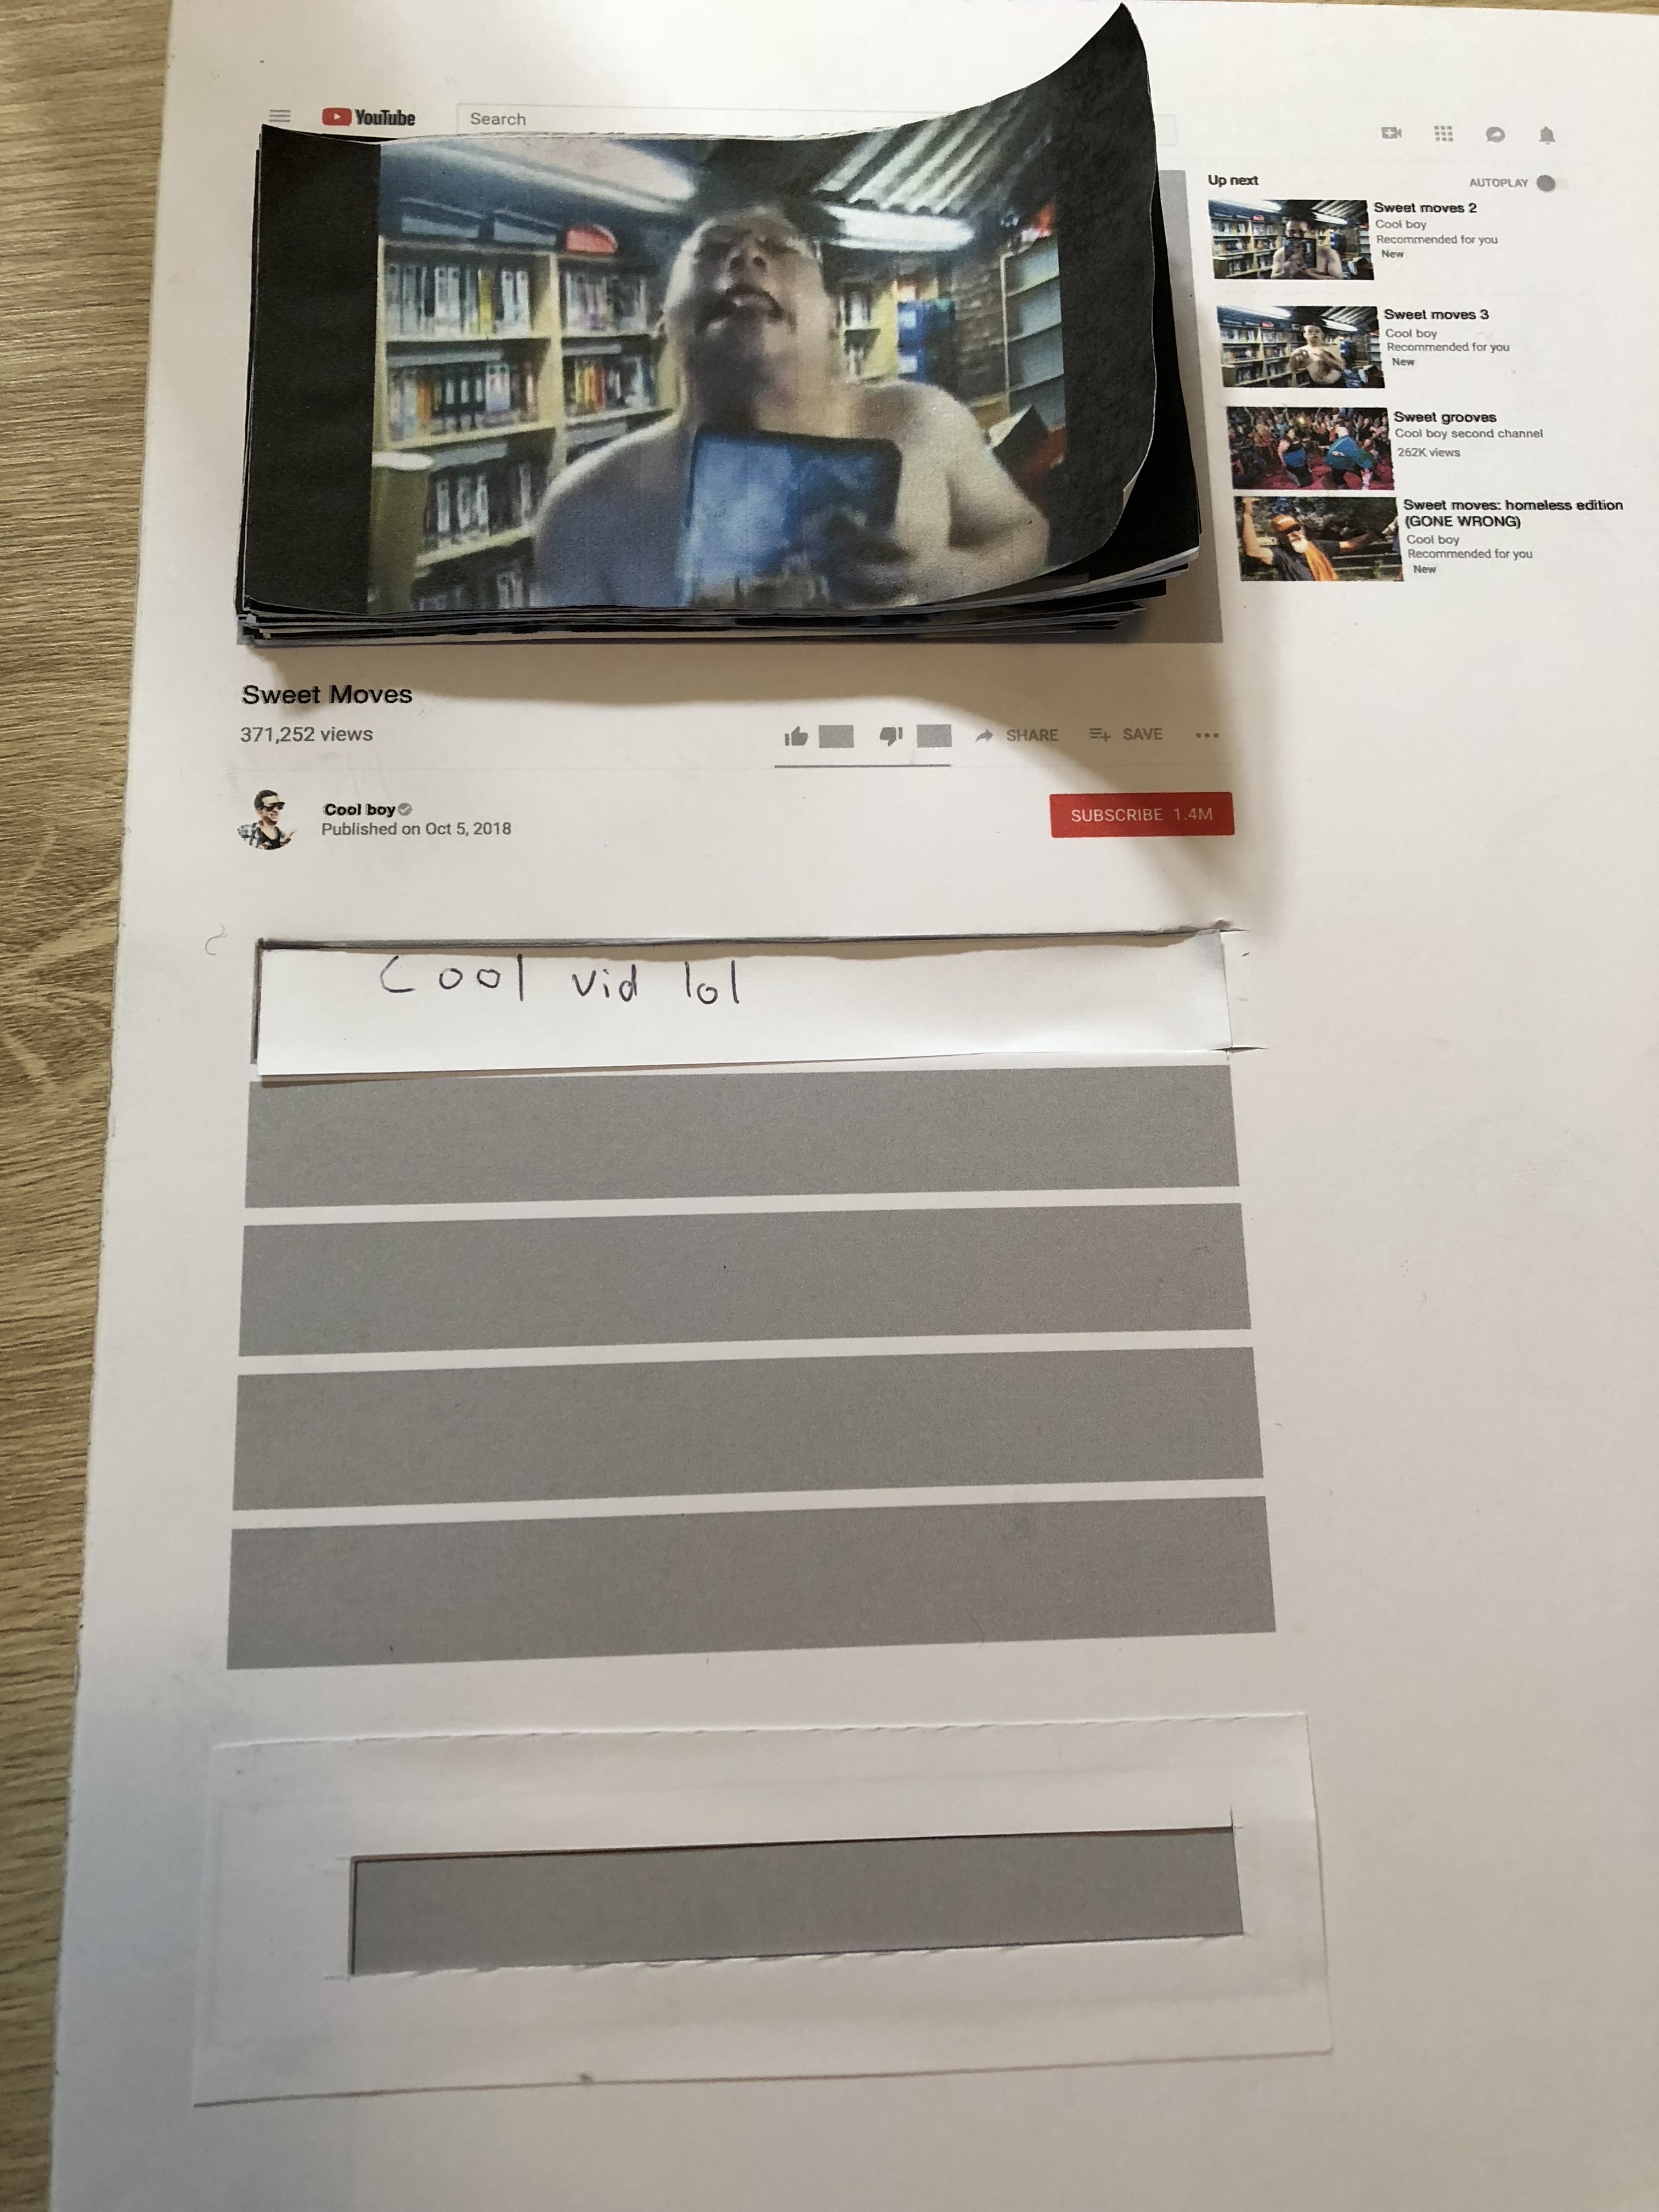 YouTube
Search
Up next
AUTOPLAY
Sweet moves 2
Cool boy
Recommended for you
New
Sweet moves 3
Cool boy
Recommended for you
New
Sweet grooves
Cool boy second channel
262K views
Sweet moves: homeless edition
(GONE WRONG)
Cool boy
Recommended for you
New
Sweet Moves
371,252 views
SHARE
SAVE
Cool boy
Published on Oct 5, 2018
SUBSCRIBE 1.4M
Cool vid lol